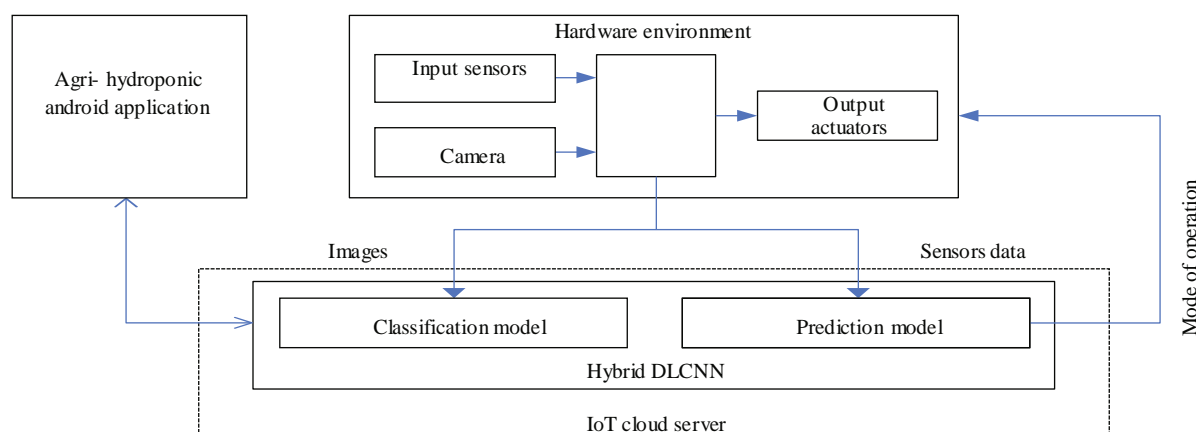 Hardware environment
Agri- hydroponic
android application
Input sensors
Output
actuators
Camera
Images
Sensors data
Mode of operation
Classification model
Prediction model
Hybrid DLCNN
IoT cloud server